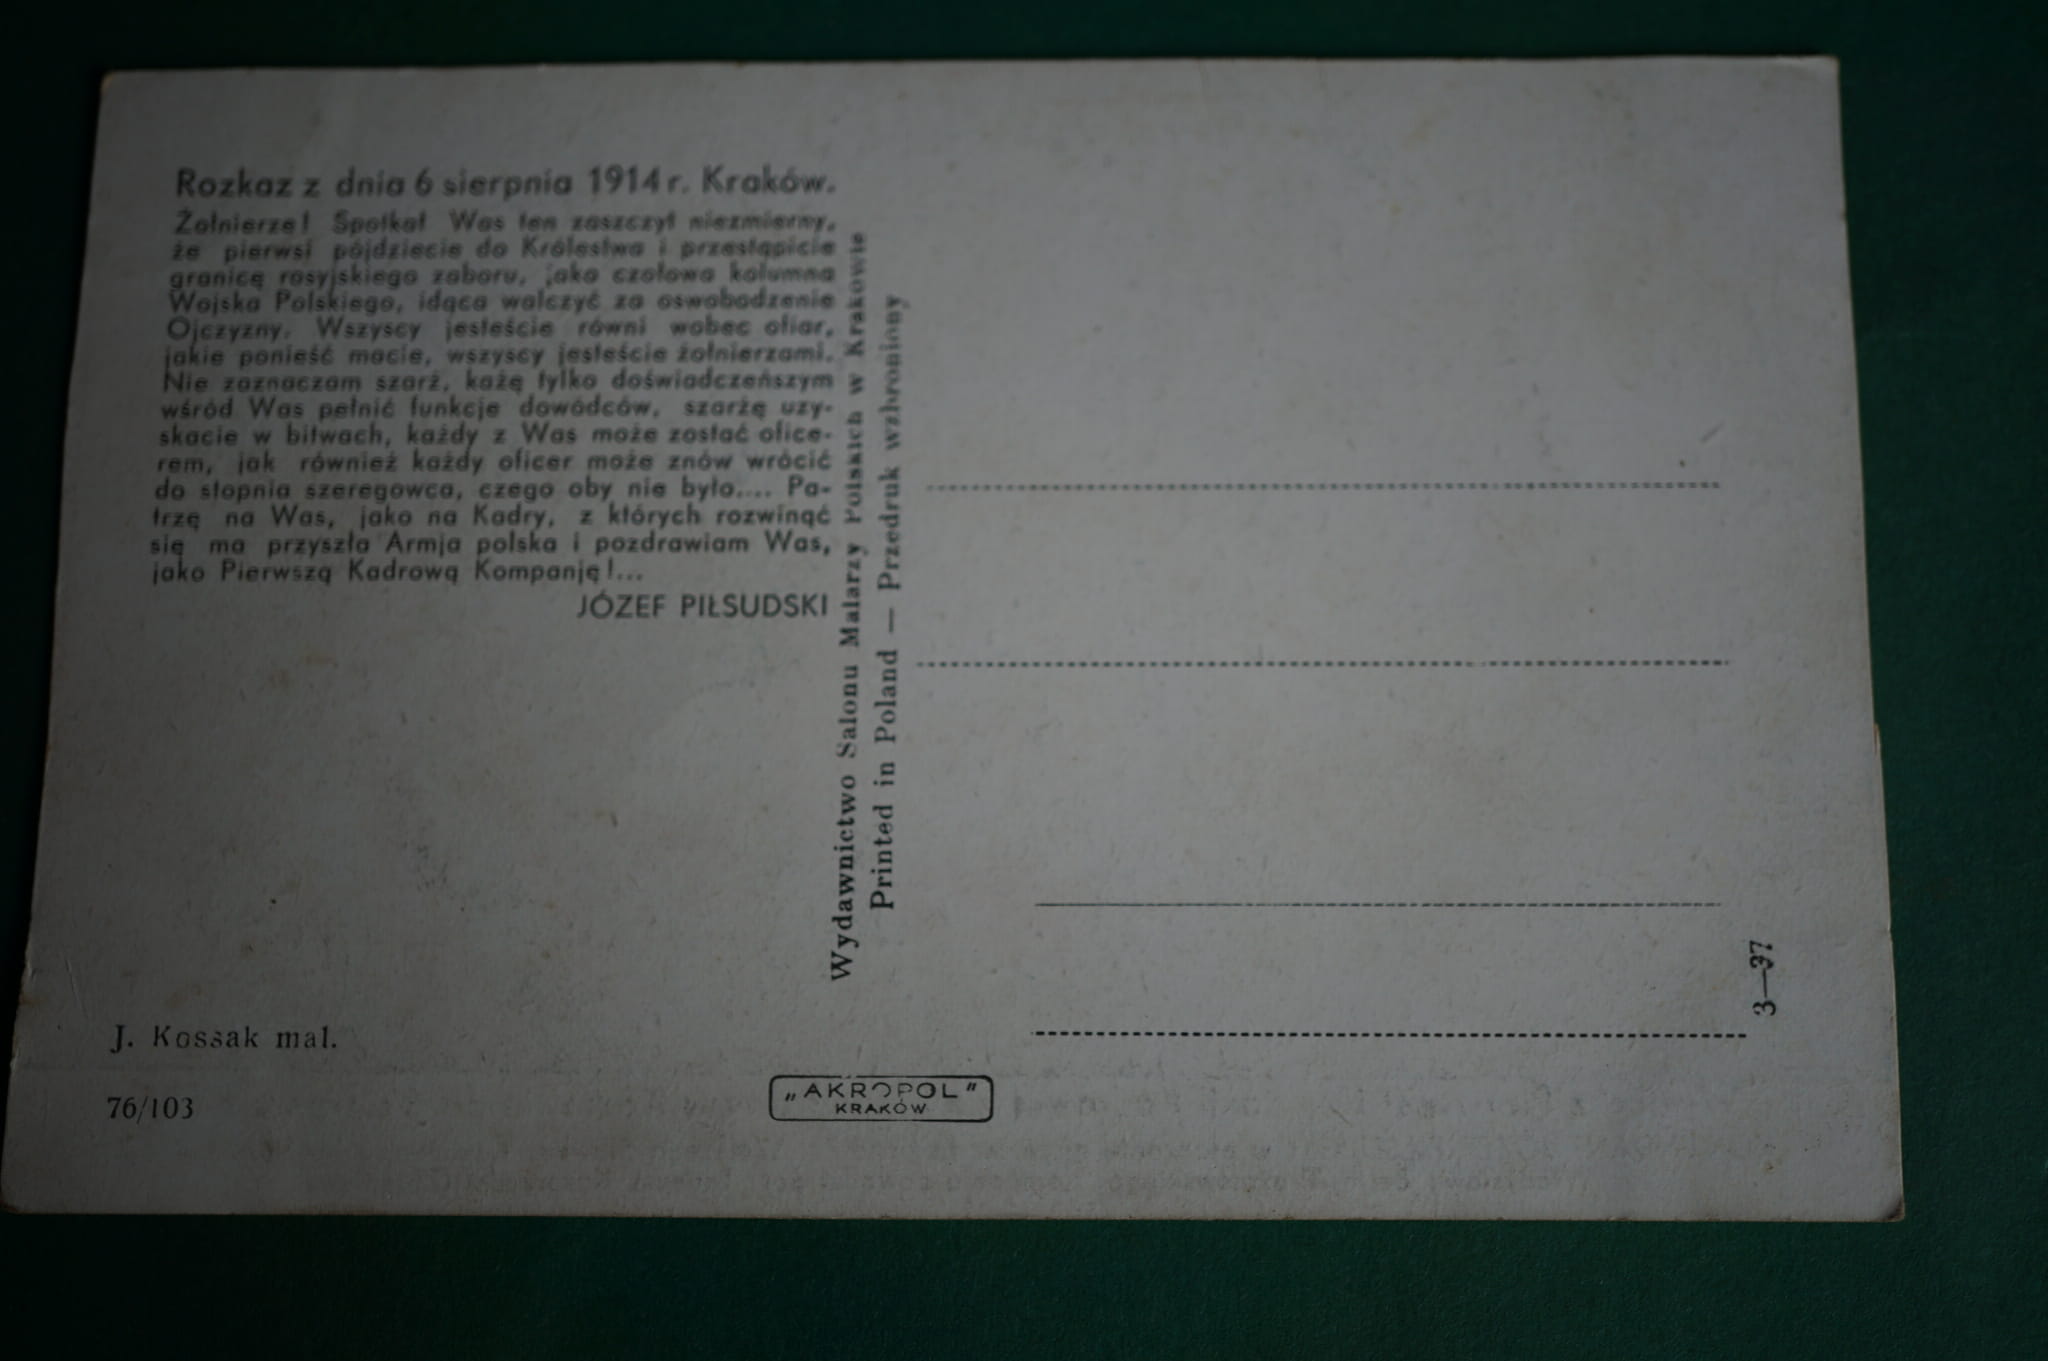 Rozkaz z dnia 6 sierpnia 1914 r. Kraków.
Żołnierze! Spotkał Was ten zaszczyt niezmierny,
że pierwsi pójdziecie do Królestwa i przestąpicie
granicę rosyjskiego zaboru, jako czołowa kolumna
Wojska Polskiego, idąca walczyć za oswobodzenie
Ojczyzny. Wszyscy jesteście równi wobec ofiar,
jakie ponieść macie, wszyscy jesteście żołnierzami.
Nie zaznaczam szarż, każę tylko doświadczeńszym
wśród Was pełnić funkcje dowódców, szarżę uzy-
skacie w bitwach, każdy z Was może zostać ofice-
rem, jak również każdy oficer może znów wrócić
do stopnia szeregowca, czego oby nie było.... Pa-
trzę na Was, jako na Kadry, z których rozwinąć
się ma przyszła Armja polska i pozdrawiam Was,
jako Pierwszą Kadrową Kompanję!...
JÓZEF PIŁSUDSKI
Wydawnictwo Salonu Malarzy Polskich w Krakowie
Printed in Poland — Przedruk wzbroniony
3—37
J. Kossak mal.
76/103
„AKROPOL"
KRAKÓW